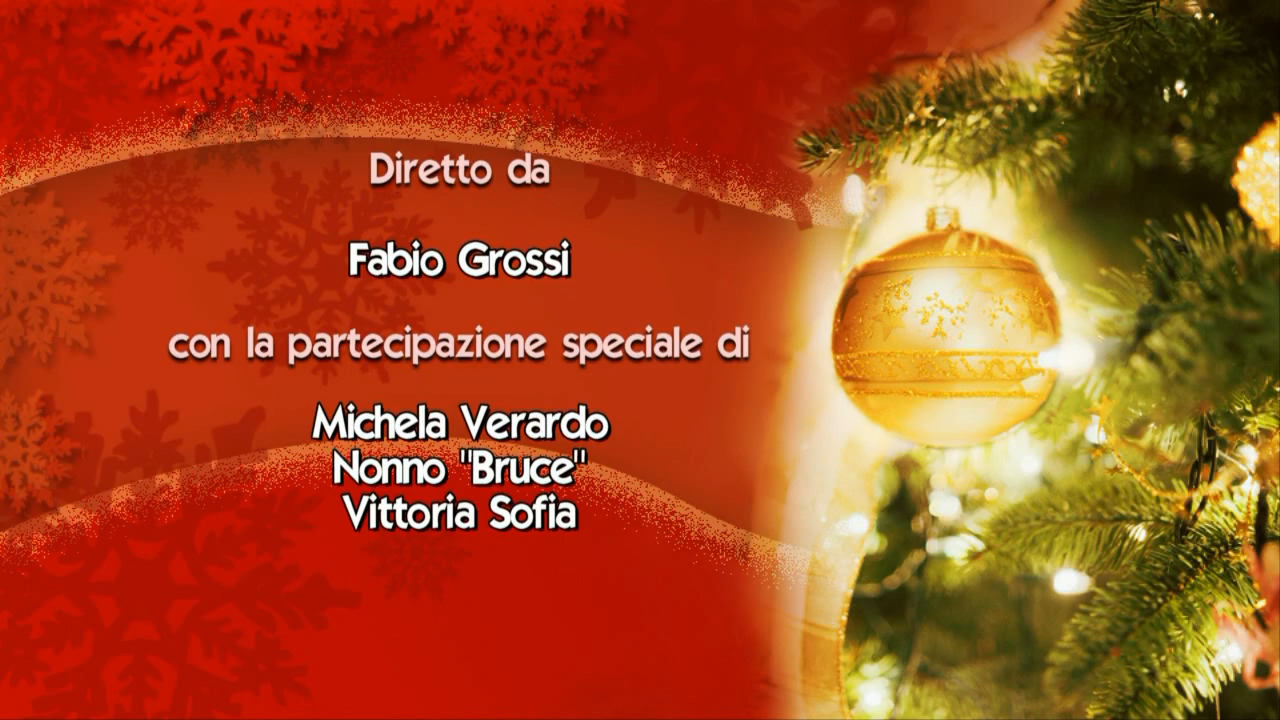 Diretto da
Fabio Grossi
con la partecipazione speciale di
Michela Verardo
Nonno "Bruce"
Vittoria Sofia